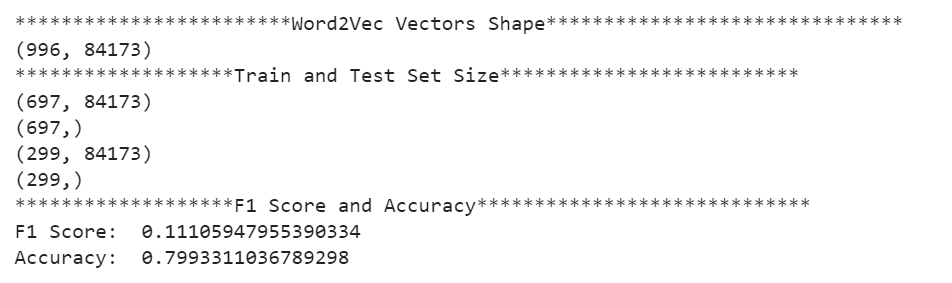 ************************Word2Vec Vectors Shape*******************************
(996, 84173)
*******************Train and Test Set Size**************************
(697, 84173)
(697,)
(299, 84173)
(299,)
*******************F1 Score and Accuracy*****************************
F1 Score:  0.11105947955390334
Accuracy:  0.7993311036789298